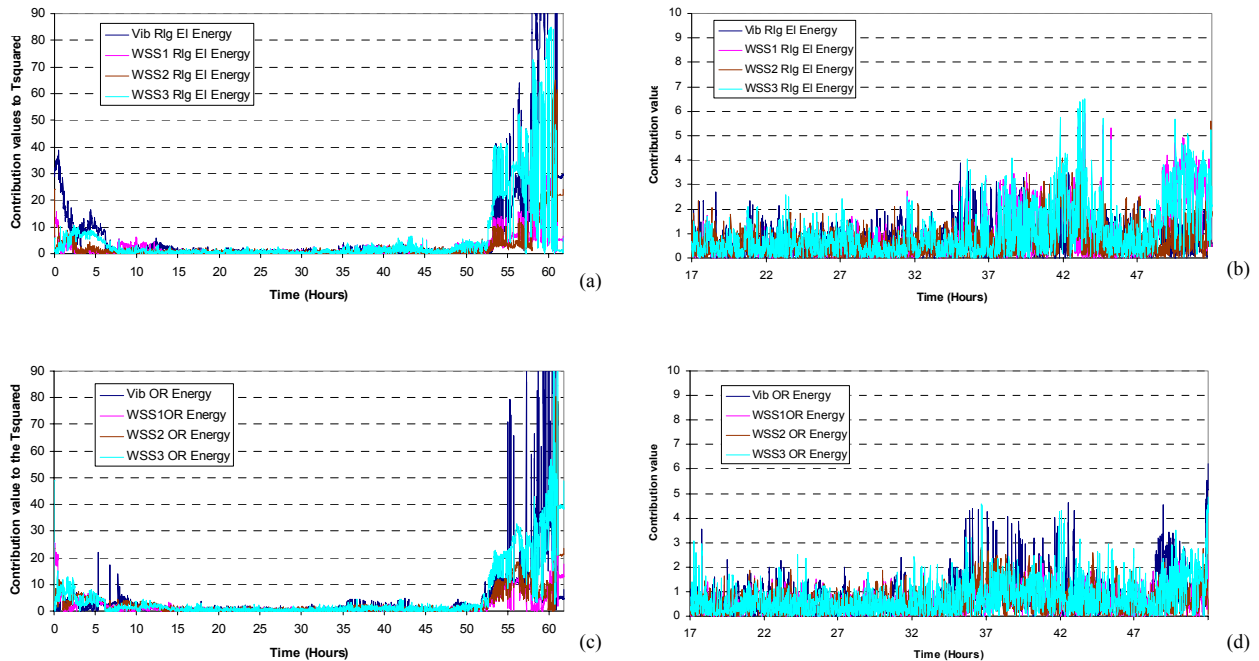 Contribution values to Tsquared
90
80
70
60
50
40
30
20
10
0
Vib Rlg El Energy
WSS1 Rlg El Energy
WSS2 Rlg El Energy
WSS3 Rlg El Energy
0 5 10 15 20 25 30 35 40 45 50 55 60
Time (Hours)
(a)
Contribution value
10
9
8
7
6
5
4
3
2
1
0
Vib Rlg El Energy
WSS1 Rlg El Energy
WSS2 Rlg El Energy
WSS3 Rlg El Energy
17 22 27 32 37 42 47
Time (Hours)
(b)
Contribution value to the Tsquared
90
80
70
60
50
40
30
20
10
0
Vib OR Energy
WSS1OR Energy
WSS2 OR Energy
WSS3 OR Energy
0 5 10 15 20 25 30 35 40 45 50 55 60
Time (Hours)
(c)
Contribution value
10
9
8
7
6
5
4
3
2
1
0
Vib OR Energy
WSS1OR Energy
WSS2 OR Energy
WSS3 OR Energy
17 22 27 32 37 42 47
Time (Hours)
(d)